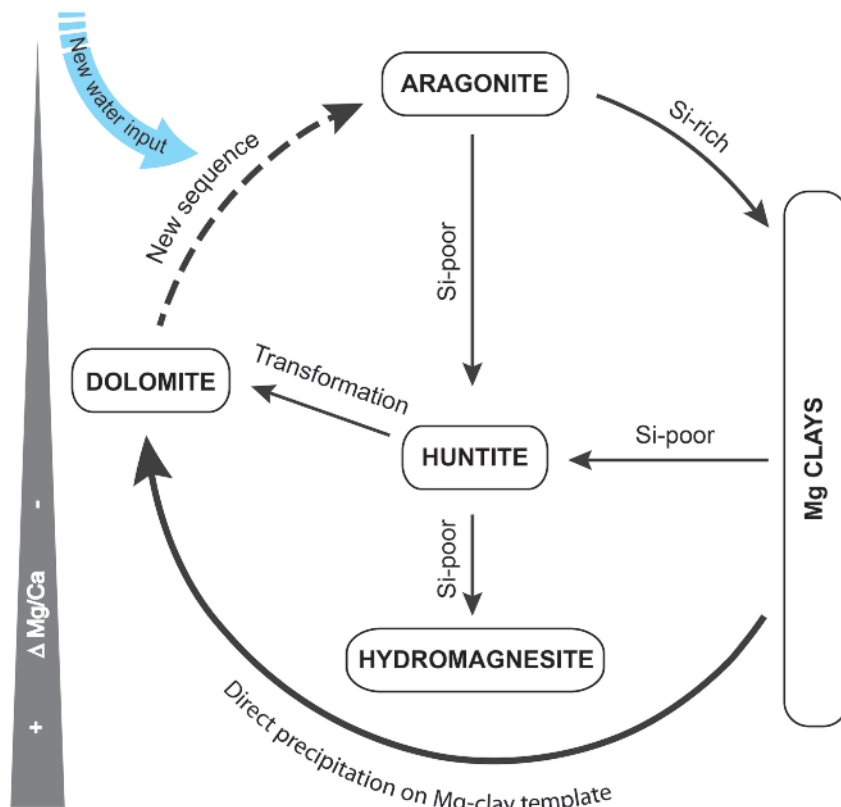 New water input
ARAGONITE
Si-rich
New sequence
Si-poor
DOLOMITE
Transformation
HUNTITE
Si-poor
Mg CLAYS
Si-poor
HYDROMAGNESITE
- Δ Mg/Ca +
Direct precipitation on Mg-clay template